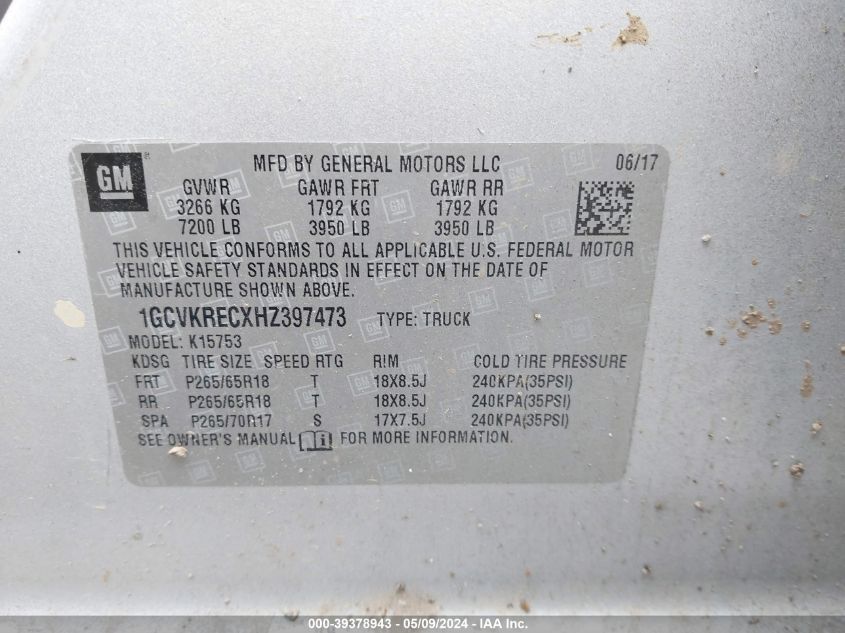 GM MFD BY GENERAL MOTORS LLC 06/17
GVWR GAWR FRT GAWR RR
3266 KG 1792 KG 1792 KG
7200 LB 3950 LB 3950 LB
THIS VEHICLE CONFORMS TO ALL APPLICABLE U.S. FEDERAL MOTOR
VEHICLE SAFETY STANDARDS IN EFFECT ON THE DATE OF
MANUFACTURE SHOWN ABOVE.
1GCVKRECXHZ397473 TYPE: TRUCK
MODEL: K15753
KDSG TIRE SIZE SPEED RTG RIM COLD TIRE PRESSURE
FRT P265/65R18 T 18X8.5J 240KPA(35PSI)
RR P265/65R18 T 18X8.5J 240KPA(35PSI)
SPA P265/70R17 S 17X7.5J 240KPA(35PSI)
SEE OWNER'S MANUAL FOR MORE INFORMATION.
000-39378943 - 05/09/2024 - IAA Inc.